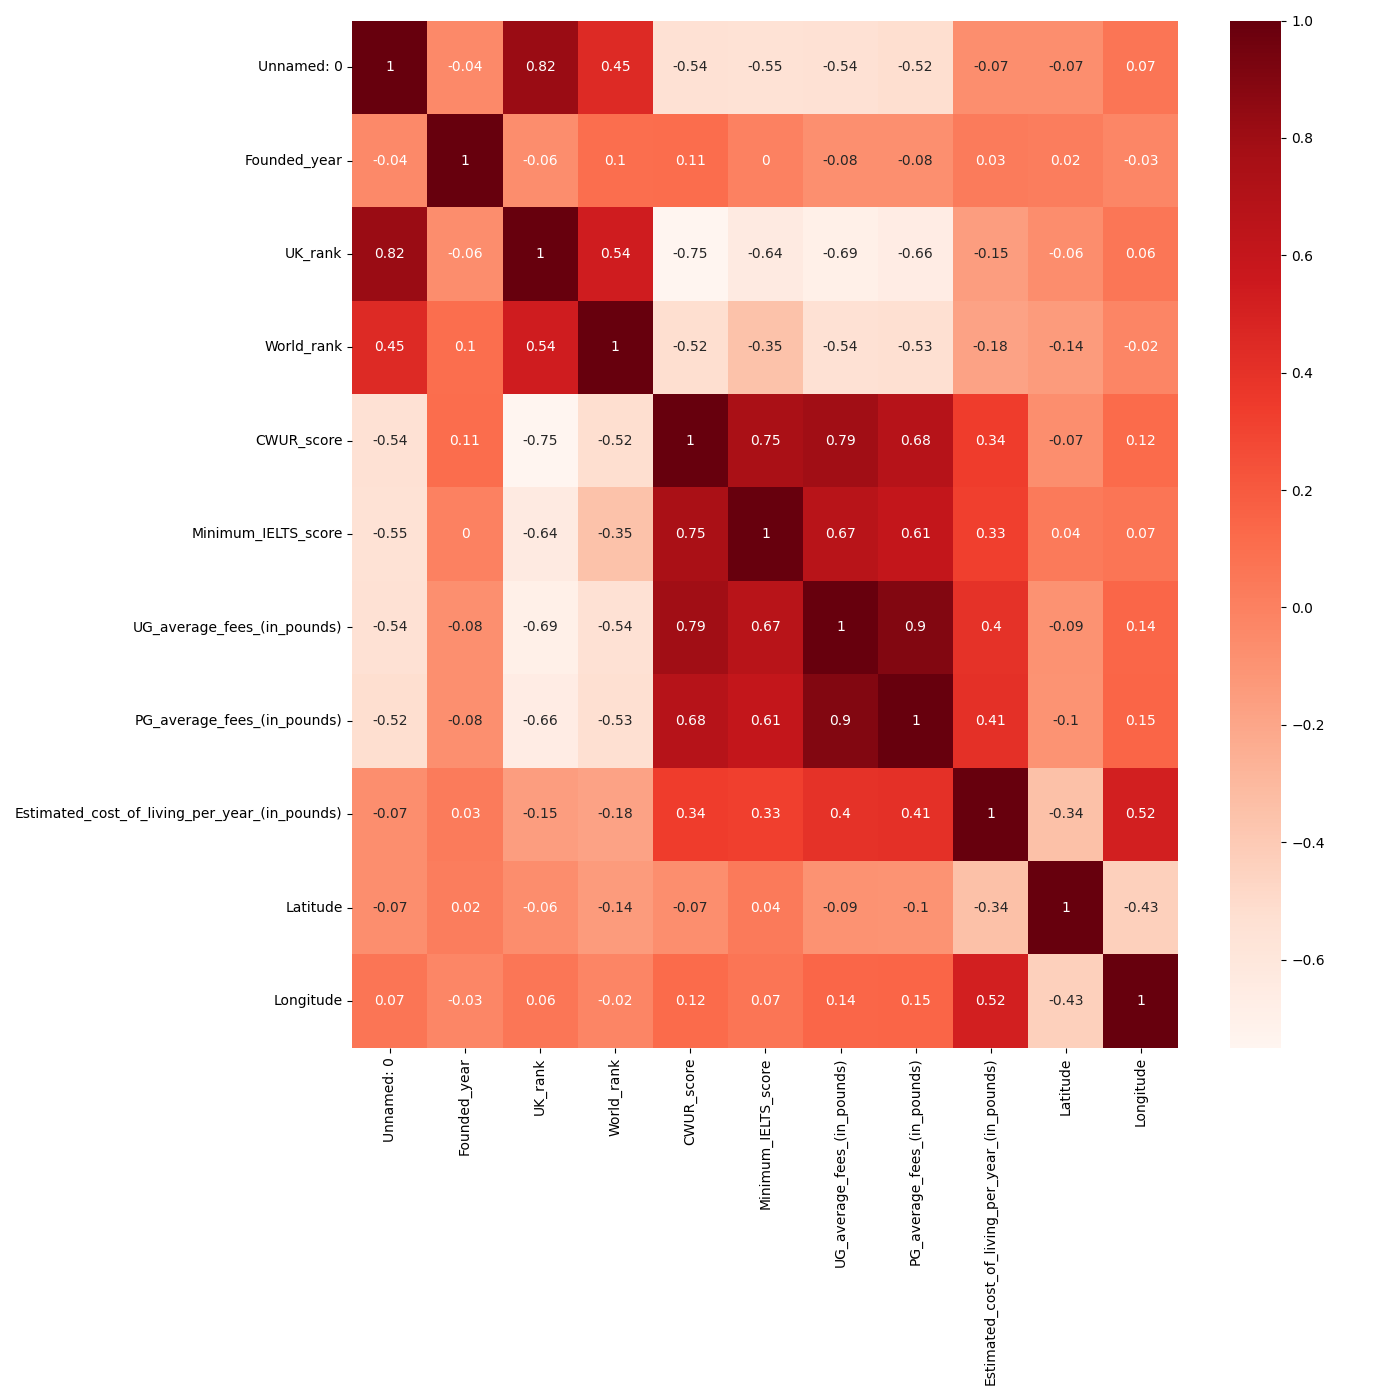 Unnamed: 0 1 -0.04 0.82 0.45 -0.54 -0.55 -0.54 -0.52 -0.07 -0.07 0.07
Founded_year -0.04 1 -0.06 0.1 0.11 0 -0.08 -0.08 0.03 0.02 -0.03
UK_rank 0.82 -0.06 1 0.54 -0.75 -0.64 -0.69 -0.66 -0.15 -0.06 0.06
World_rank 0.45 0.1 0.54 1 -0.52 -0.35 -0.54 -0.53 -0.18 -0.14 -0.02
CWUR_score -0.54 0.11 -0.75 -0.52 1 0.75 0.79 0.68 0.34 -0.07 0.12
Minimum_IELTS_score -0.55 0 -0.64 -0.35 0.75 1 0.67 0.61 0.33 0.04 0.07
UG_average_fees_(in_pounds) -0.54 -0.08 -0.69 -0.54 0.79 0.67 1 0.9 0.4 -0.09 0.14
PG_average_fees_(in_pounds) -0.52 -0.08 -0.66 -0.53 0.68 0.61 0.9 1 0.41 -0.1 0.15
Estimated_cost_of_living_per_year_(in_pounds) -0.07 0.03 -0.15 -0.18 0.34 0.33 0.4 0.41 1 -0.34 0.52
Latitude -0.07 0.02 -0.06 -0.14 -0.07 0.04 -0.09 -0.1 -0.34 1 -0.43
Longitude 0.07 -0.03 0.06 -0.02 0.12 0.07 0.14 0.15 0.52 -0.43 1
Unnamed: 0
Founded_year
UK_rank
World_rank
CWUR_score
Minimum_IELTS_score
UG_average_fees_(in_pounds)
PG_average_fees_(in_pounds)
Estimated_cost_of_living_per_year_(in_pounds)
Latitude
Longitude
1.0
0.8
0.6
0.4
0.2
0.0
−0.2
−0.4
−0.6